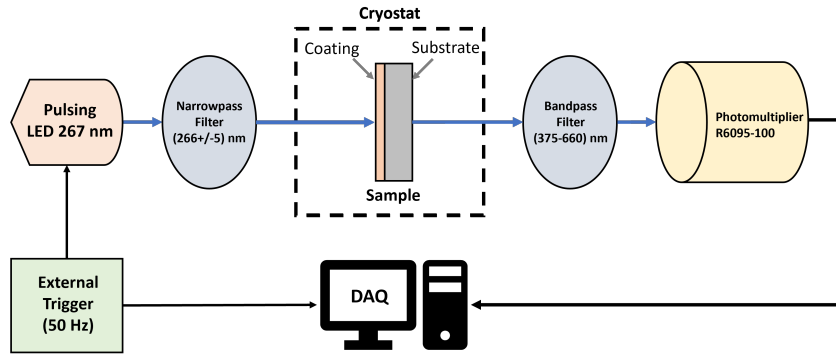 Cryostat
Coating
Substrate
Pulsing
LED 267 nm
Narrowpass
Filter
(266+/-5) nm
Sample
Bandpass
Filter
(375-660) nm
Photomultiplier
R6095-100
External
Trigger
(50 Hz)
DAQ